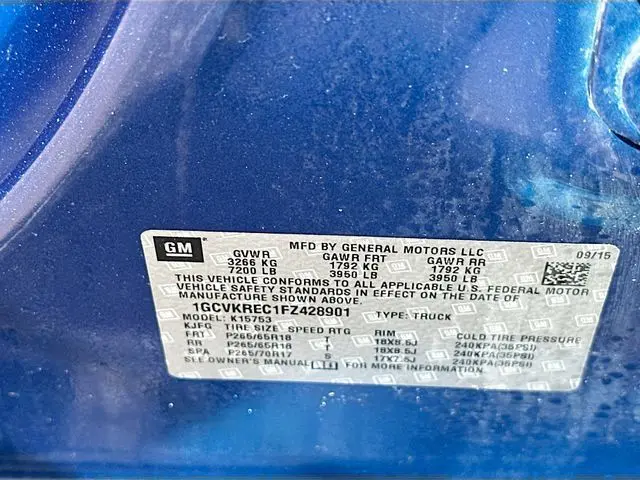 GM
MFD BY GENERAL MOTORS LLC
09/15
GVWR GAWR FRT GAWR RR
3266 KG 1792 KG 1792 KG
7200 LB 3950 LB 3950 LB
THIS VEHICLE CONFORMS TO ALL APPLICABLE U.S. FEDERAL MOTOR
VEHICLE SAFETY STANDARDS IN EFFECT ON THE DATE OF
MANUFACTURE SHOWN ABOVE.
1GCVKREC1FZ428901 TYPE: TRUCK
MODEL: K15753
KJFG TIRE SIZE SPEED RTG RIM COLD TIRE PRESSURE
FRT P265/65R18 T 18X8.5J 240KPA(35PSI)
RR P265/65R18 T 18X8.5J 240KPA(35PSI)
SPA P265/70R17 S 17X7.5J 240KPA(35PSI)
SEE OWNER'S MANUAL FOR MORE INFORMATION.